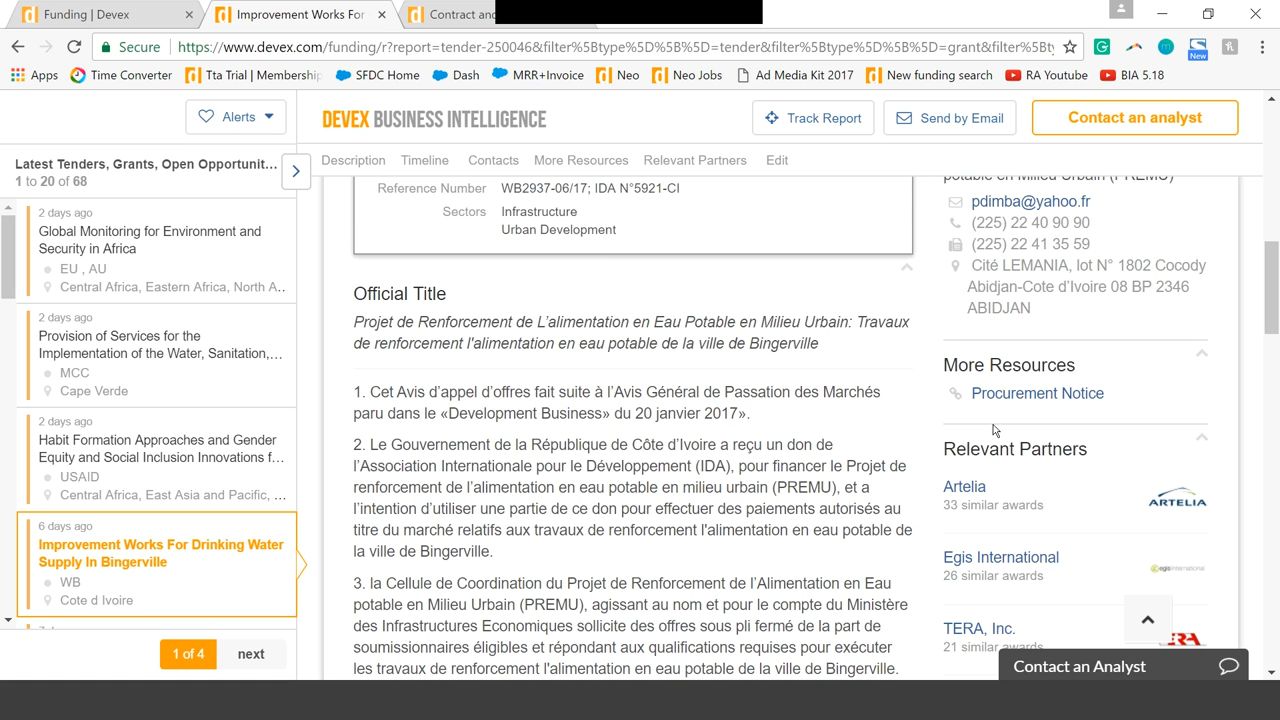 Funding | Devex
Improvement Works For
Contract and
Secure
https://www.devex.com/funding/r?report=tender-250046&filter%5Btype%5D%5B%5D=tender&filter%5Btype%5D%5B%5D=grant&filter%5Bt
Apps
Time Converter
Tta Trial | Membership
SFDC Home
Dash
MRR+Invoice
Neo
Neo Jobs
Ad Media Kit 2017
New funding search
RA Youtube
BIA 5.18
New
Alerts
DEVEX BUSINESS INTELLIGENCE
Track Report
Send by Email
Contact an analyst
Latest Tenders, Grants, Open Opportunit...
1 to 20 of 68
Description
Timeline
Contacts
More Resources
Relevant Partners
Edit
2 days ago
Global Monitoring for Environment and
Security in Africa
EU , AU
Central Africa, Eastern Africa, North A..
2 days ago
Provision of Services for the
Implementation of the Water, Sanitation,...
MCC
Cape Verde
2 days ago
Habit Formation Approaches and Gender
Equity and Social Inclusion Innovations f...
USAID
Central Africa, East Asia and Pacific, ...
6 days ago
Improvement Works For Drinking Water
Supply In Bingerville
WB
Cote d Ivoire
1 of 4
next
Reference Number WB2937-06/17; IDA N°5921-CI
Sectors Infrastructure
Urban Development
Official Title
Projet de Renforcement de L'alimentation en Eau Potable en Milieu Urbain: Travaux
de renforcement l'alimentation en eau potable de la ville de Bingerville
1. Cet Avis d'appel d'offres fait suite à l'Avis Général de Passation des Marchés
paru dans le «Development Business» du 20 janvier 2017».
2. Le Gouvernement de la République de Côte d'Ivoire a reçu un don de
l'Association Internationale pour le Développement (IDA), pour financer le Projet de
renforcement de l'alimentation en eau potable en milieu urbain (PREMU), et a
l'intention d'utiliser une partie de ce don pour effectuer des paiements autorisés au
titre du marché relatifs aux travaux de renforcement l'alimentation en eau potable de
la ville de Bingerville.
3. la Cellule de Coordination du Projet de Renforcement de l'Alimentation en Eau
potable en Milieu Urbain (PREMU), agissant au nom et pour le compte du Ministère
des Infrastructures Economiques sollicite des offres sous pli fermé de la part de
soumissionnaires éligibles et répondant aux qualifications requises pour exécuter
les travaux de renforcement l'alimentation en eau potable de la ville de Bingerville.
potable en Milieu Urbain (PREMU)
pdimba@yahoo.fr
(225) 22 40 90 90
(225) 22 41 35 59
Cité LEMANIA, lot N° 1802 Cocody
Abidjan-Cote d'Ivoire 08 BP 2346
ABIDJAN
More Resources
Procurement Notice
Relevant Partners
Artelia
33 similar awards
ARTELIA
Egis International
26 similar awards
egis international
TERA, Inc.
21 similar awards
Contact an Analyst